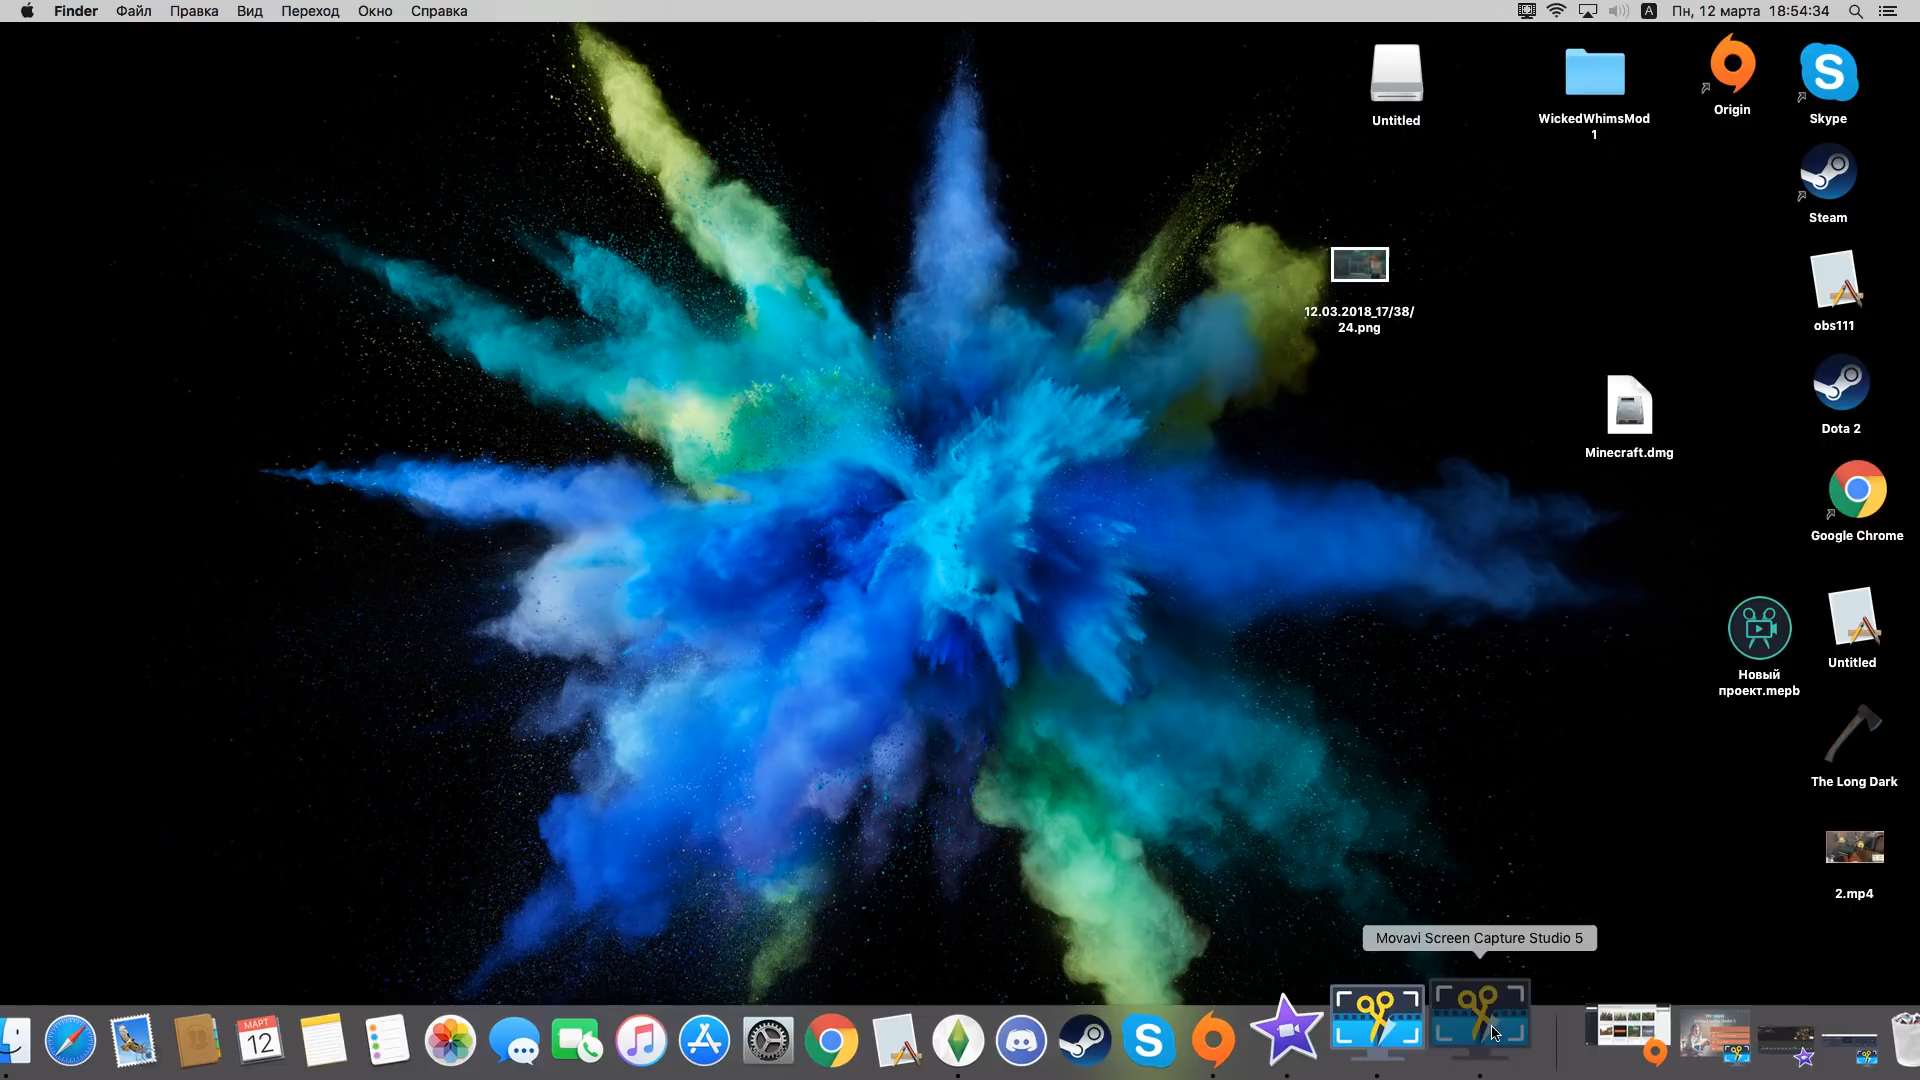 Finder Файл Правка Вид Переход Окно Справка A Пн, 12 марта 18:54:34
Untitled
WickedWhimsMod
1
Origin
Skype
Steam
12.03.2018_17/38/
24.png
obs111
Dota 2
Minecraft.dmg
Google Chrome
Новый
проект.mepb
Untitled
The Long Dark
2.mp4
Movavi Screen Capture Studio 5
МАРТ
12